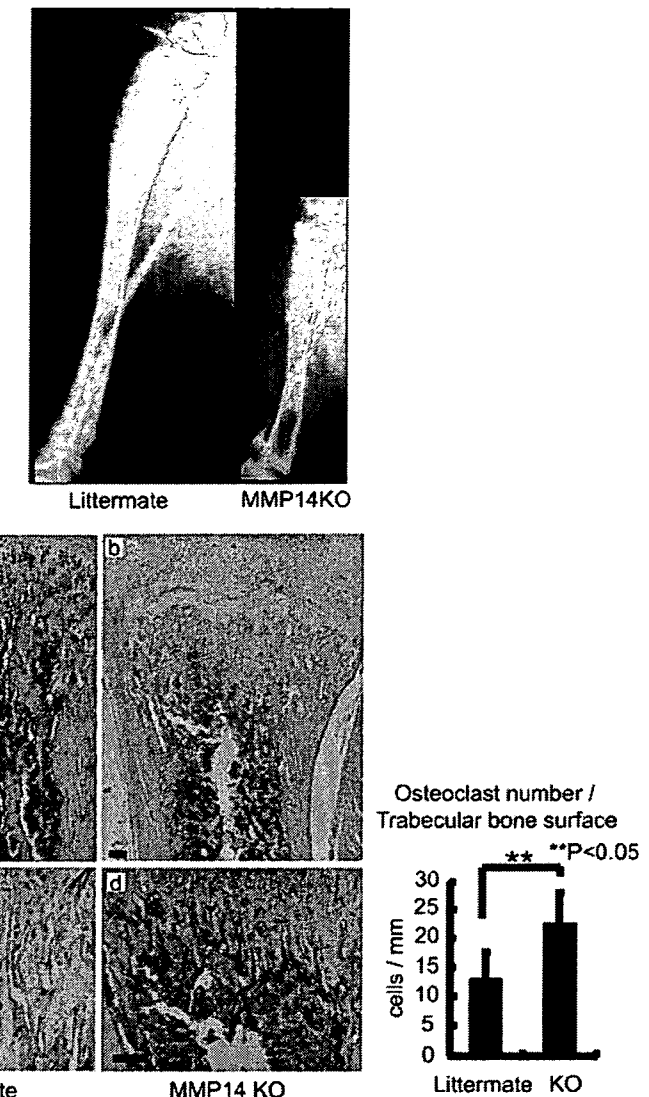 Littermate MMP14KO
b
d
te MMP14 KO
Osteoclast number /
Trabecular bone surface
**P<0.05
**
cells / mm
30
25
20
15
10
5
0
Littermate KO